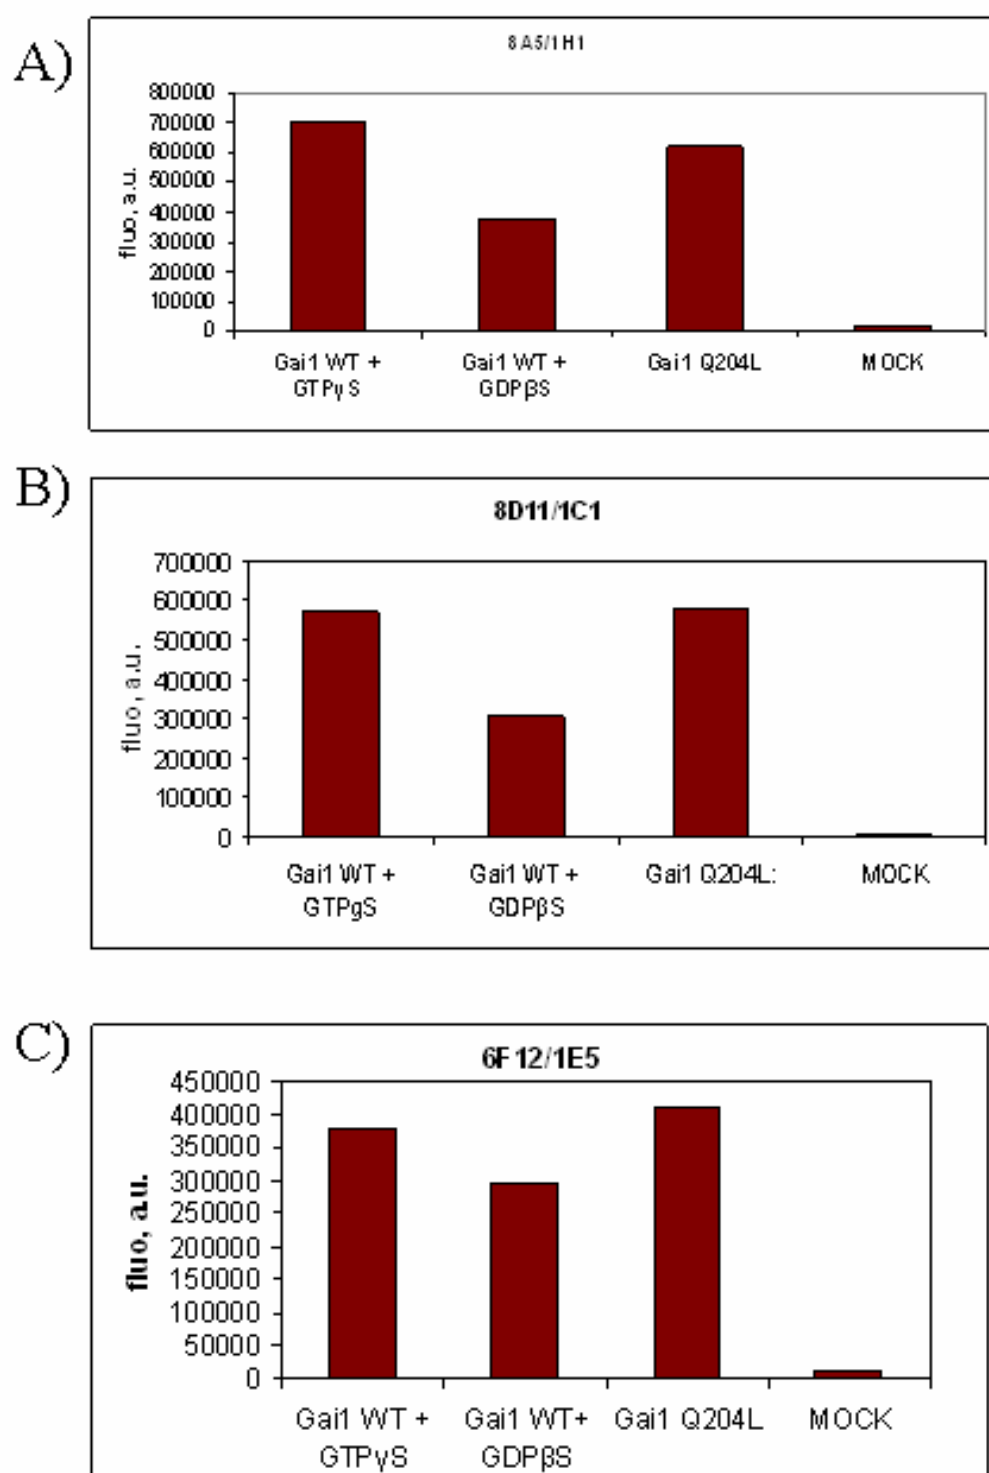 A)
8A5/1H1
fluo, a.u.
800000
700000
600000
500000
400000
300000
200000
100000
0
Gai1 WT + GTPγS
Gai1 WT + GDPβS
Gai1 Q204L
MOCK
B)
8D11/1C1
fluo, a.u.
700000
600000
500000
400000
300000
200000
100000
0
Gai1 WT + GTPgS
Gai1 WT + GDPβS
Gai1 Q204L:
MOCK
C)
6F12/1E5
fluo, a.u.
450000
400000
350000
300000
250000
200000
150000
100000
50000
0
Gai1 WT + GTPγS
Gai1 WT+ GDPβS
Gai1 Q204L
MOCK